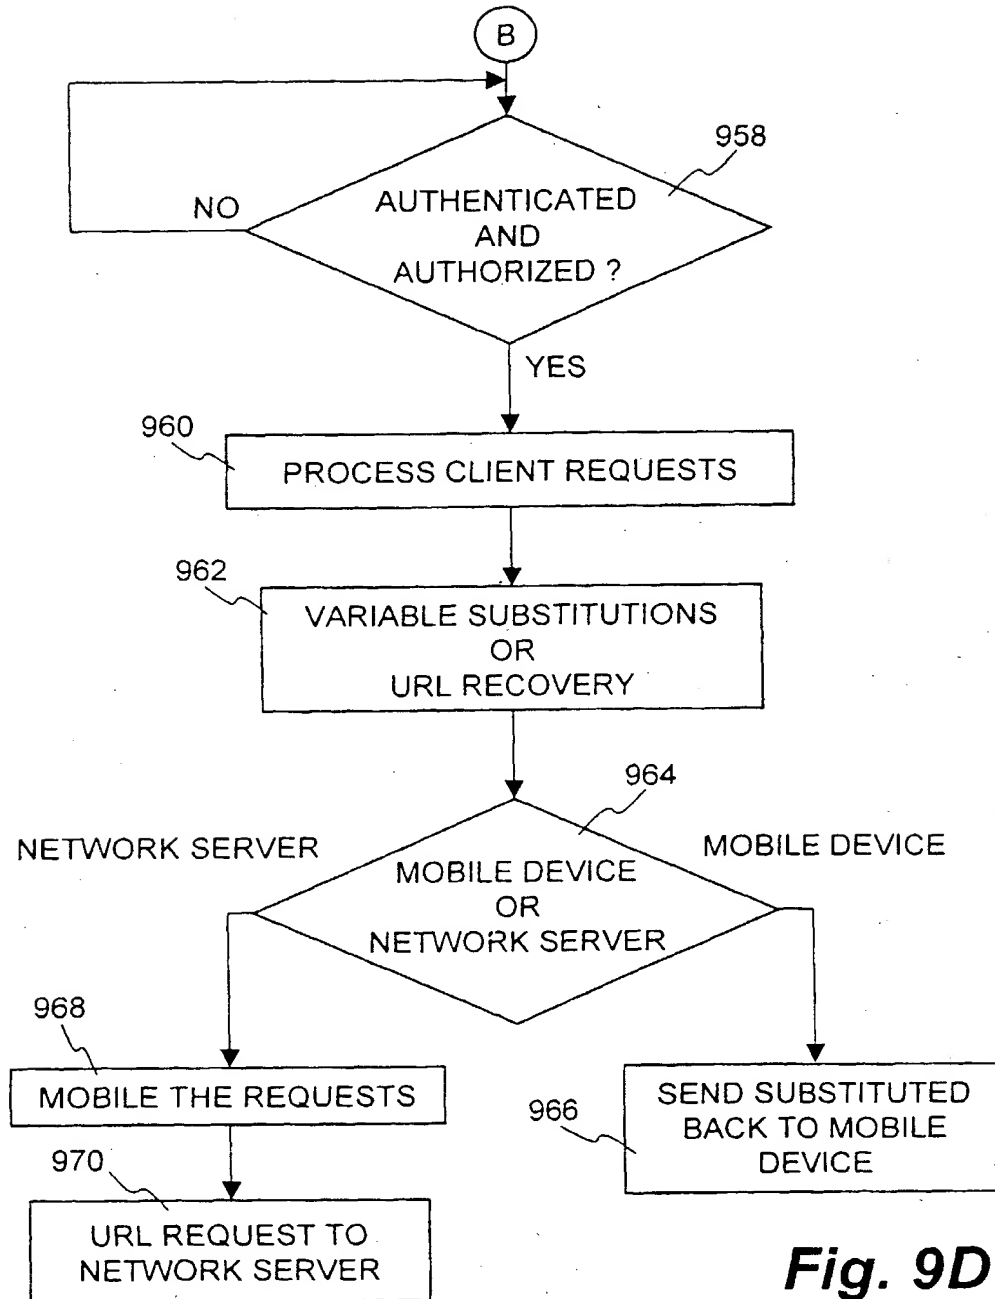 B
958
NO
AUTHENTICATED
AND
AUTHORIZED ?
YES
960
PROCESS CLIENT REQUESTS
962
VARIABLE SUBSTITUTIONS
OR
URL RECOVERY
964
NETWORK SERVER
MOBILE DEVICE
MOBILE DEVICE
OR
NETWORK SERVER
968
MOBILE THE REQUESTS
966
SEND SUBSTITUTED
BACK TO MOBILE
DEVICE
970
URL REQUEST TO
NETWORK SERVER
Fig. 9D